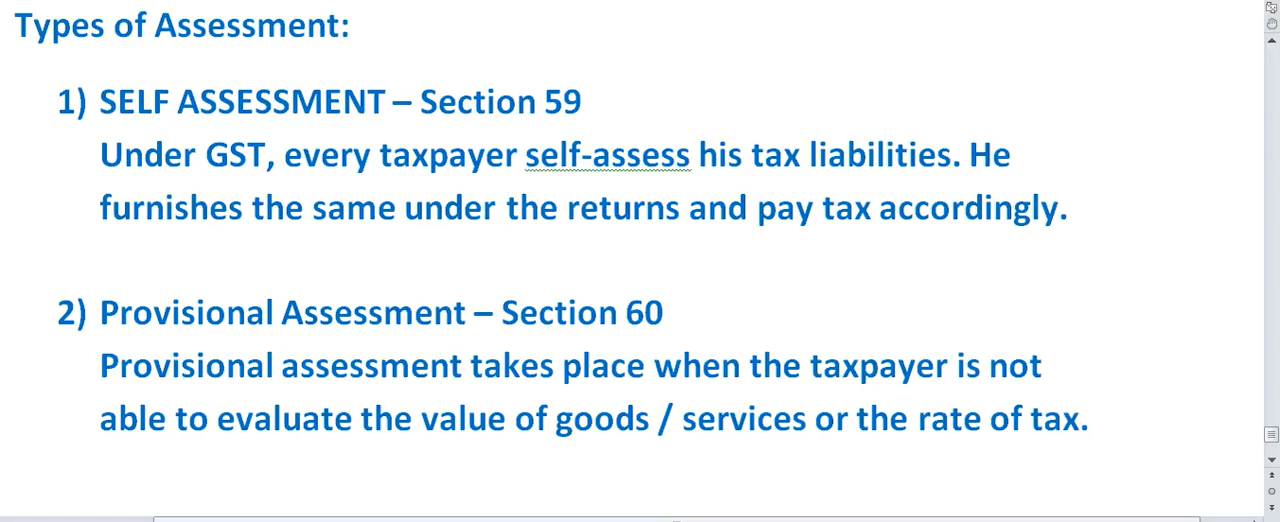 Types of Assessment:
1) SELF ASSESSMENT – Section 59
Under GST, every taxpayer self-assess his tax liabilities. He
furnishes the same under the returns and pay tax accordingly.
2) Provisional Assessment – Section 60
Provisional assessment takes place when the taxpayer is not
able to evaluate the value of goods / services or the rate of tax.